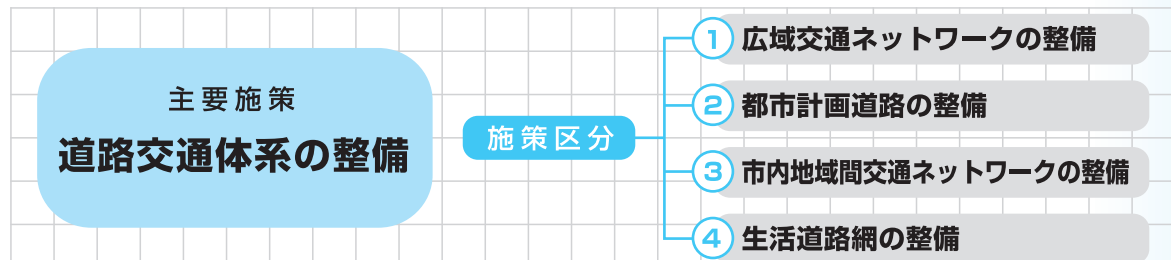 主要施策
道路交通体系の整備
施策区分
1 広域交通ネットワークの整備
2 都市計画道路の整備
3 市内地域間交通ネットワークの整備
4 生活道路網の整備